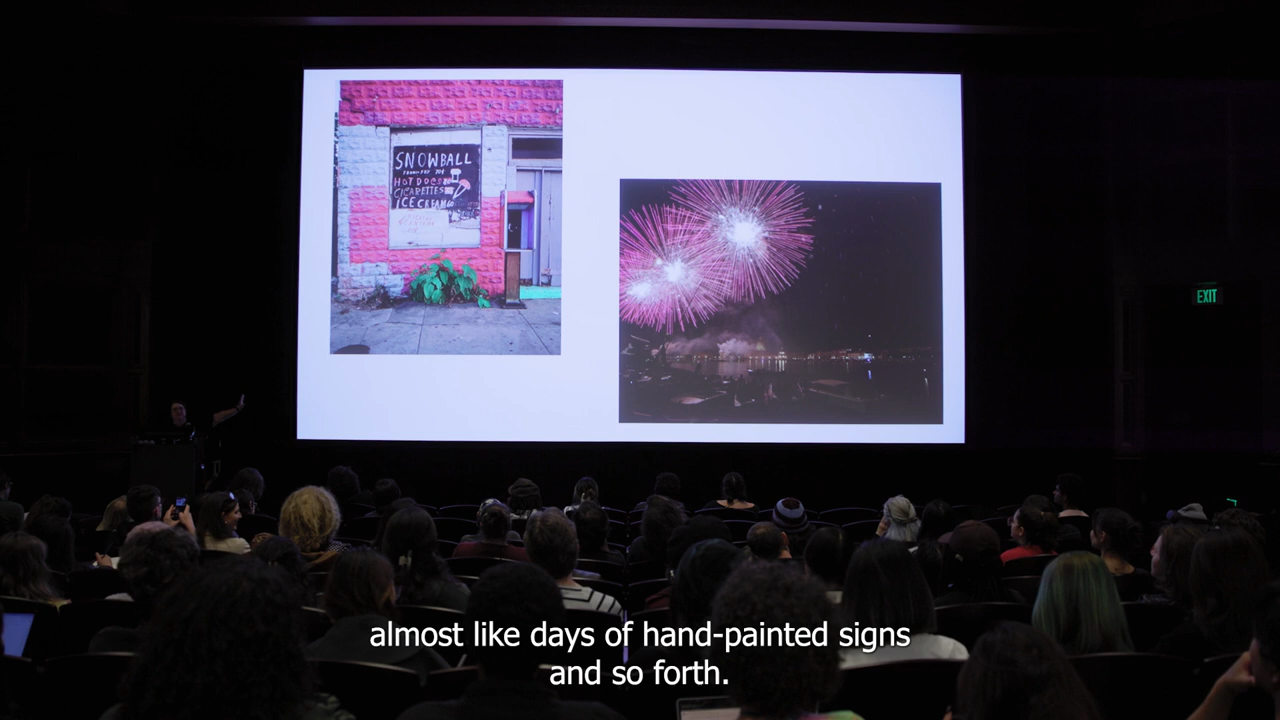 SNOWBALL
HOT DOGS
CIGARETTES
ICE CREAM
EXIT
almost like days of hand-painted signs
and so forth.